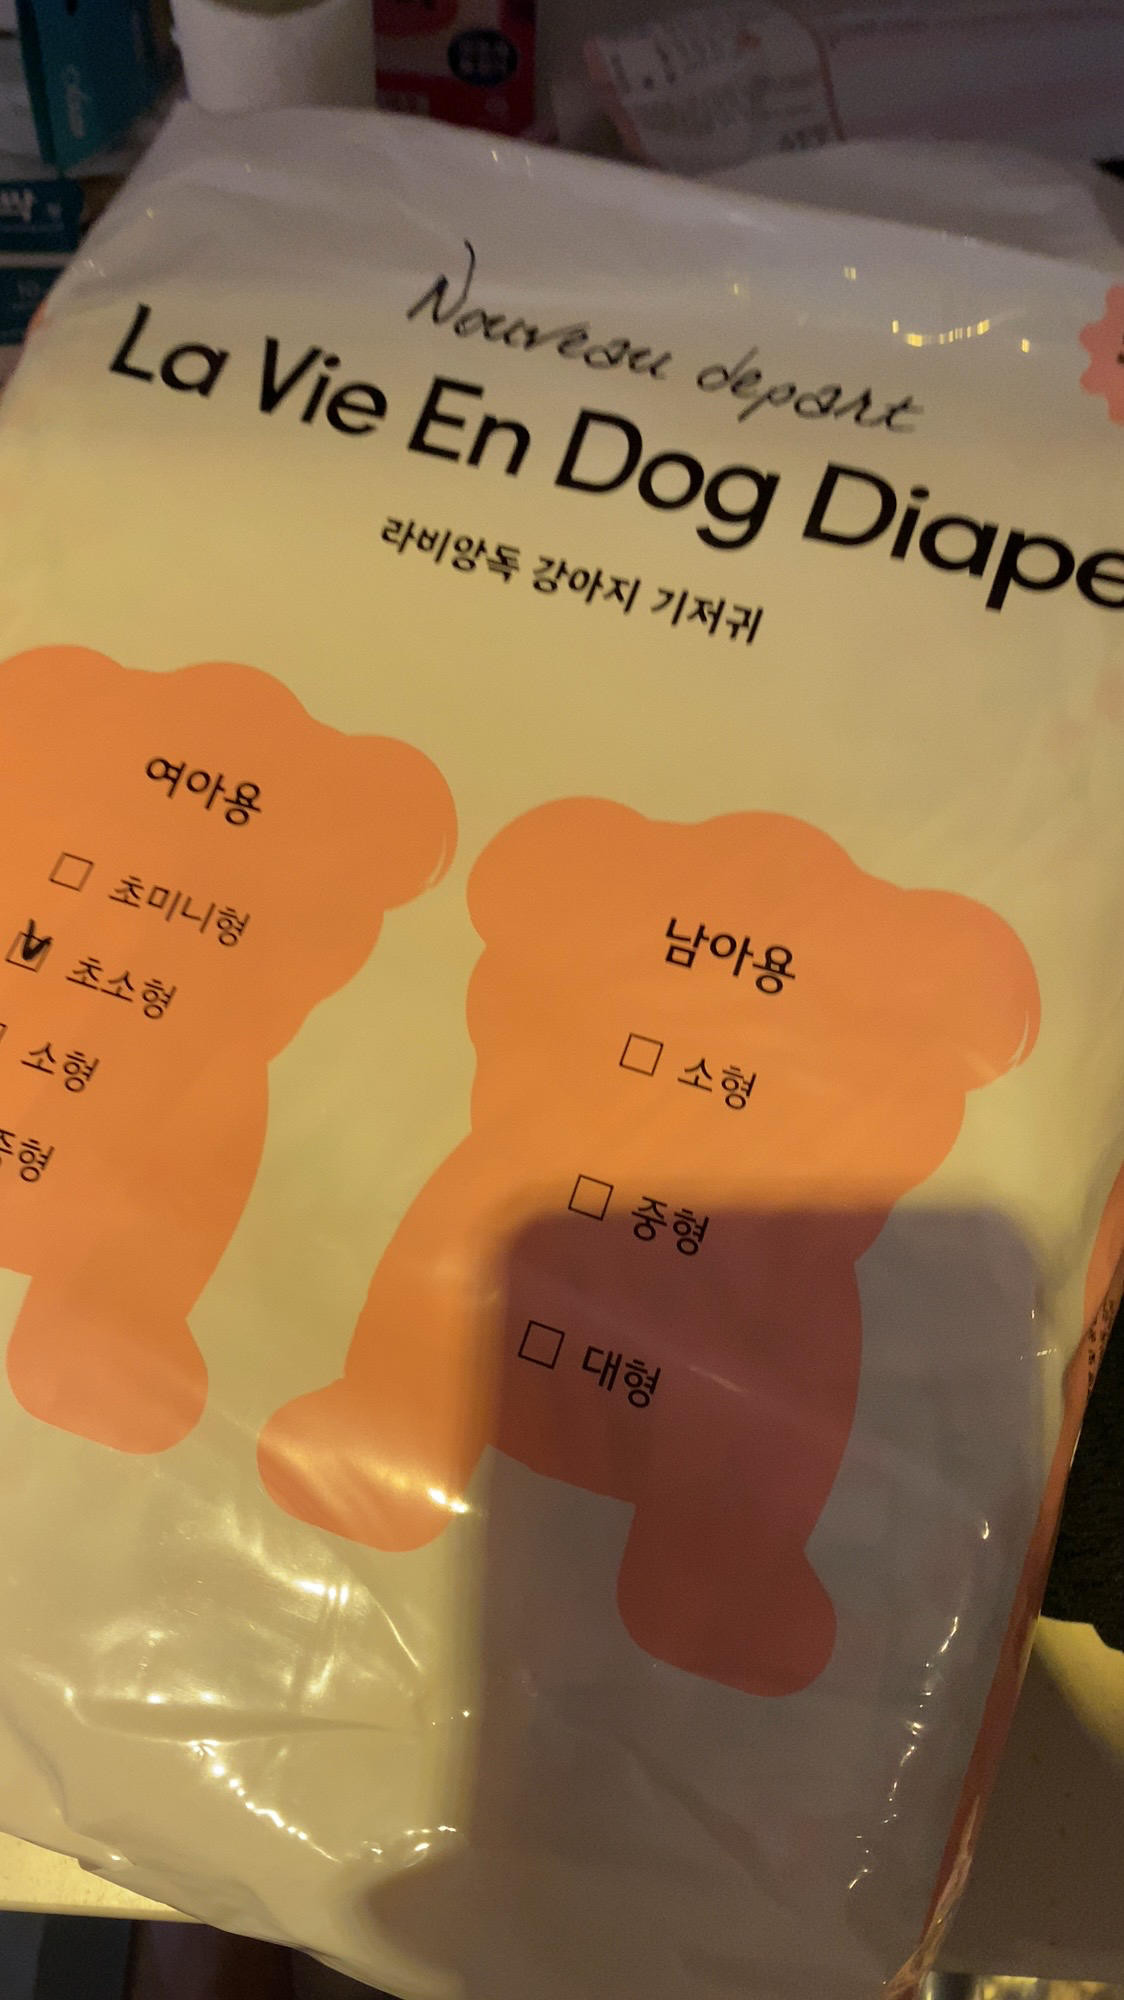 Nouveau depart
La Vie En Dog Diape
라비앙독 강아지 기저귀
여아용
초미니형
초소형
소형
중형
남아용
소형
중형
대형